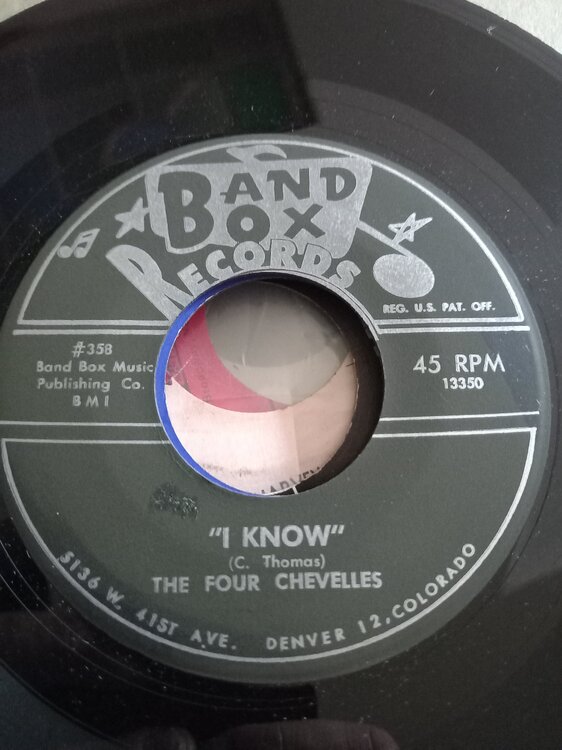 BAND
BOX
RECORDS
REG. U.S. PAT. OFF.
#358
Band Box Music
Publishing Co.
BMI
45 RPM
13350
"I KNOW"
(C. Thomas)
THE FOUR CHEVELLES
5136 W. 41ST AVE. DENVER 12, COLORADO